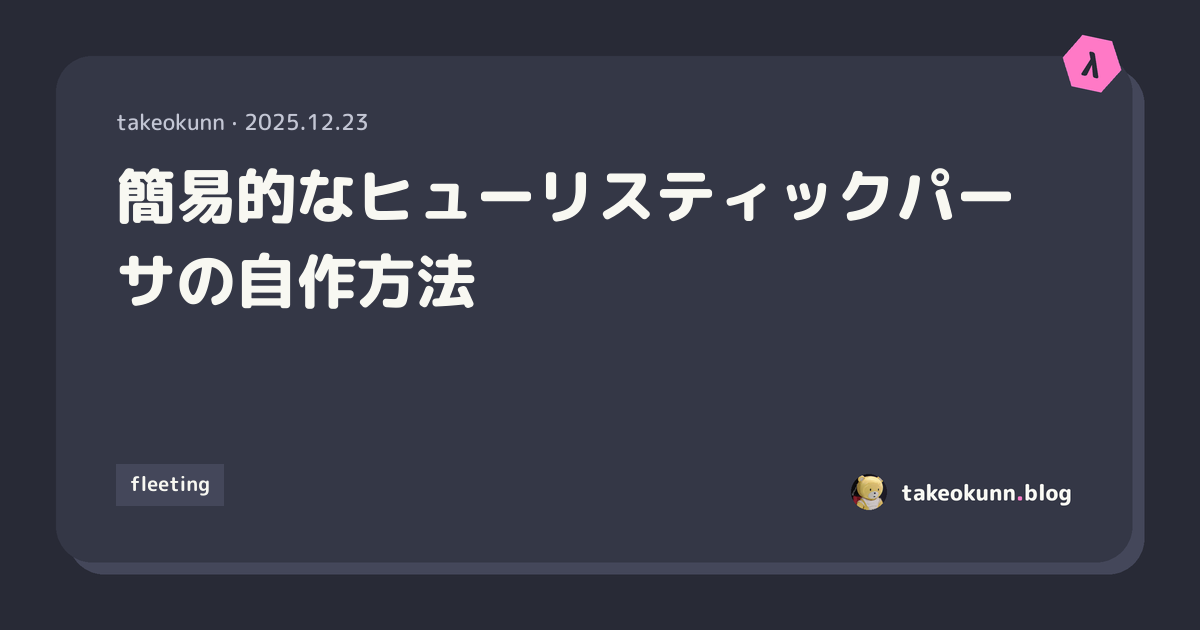 λ
takeokunn · 2025.12.23
簡易的なヒューリスティックパー
サの自作方法
fleeting
takeokunn.blog